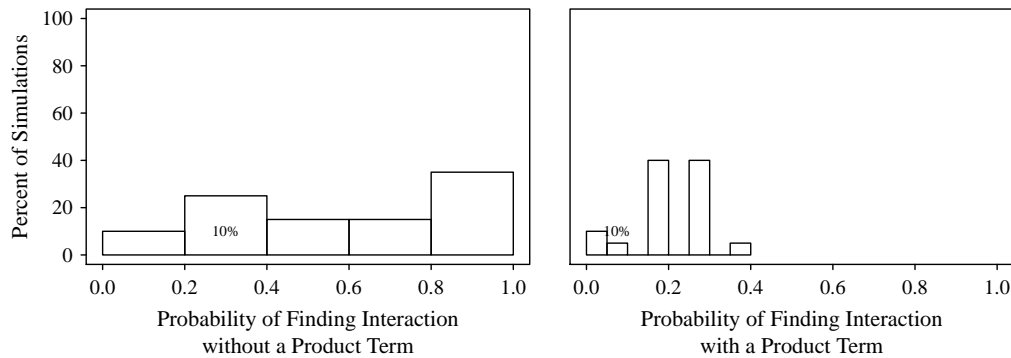 100
80
60
40
20
0
Percent of Simulations
10%
0.0 0.2 0.4 0.6 0.8 1.0
Probability of Finding Interaction
without a Product Term
10%
0.0 0.2 0.4 0.6 0.8 1.0
Probability of Finding Interaction
with a Product Term